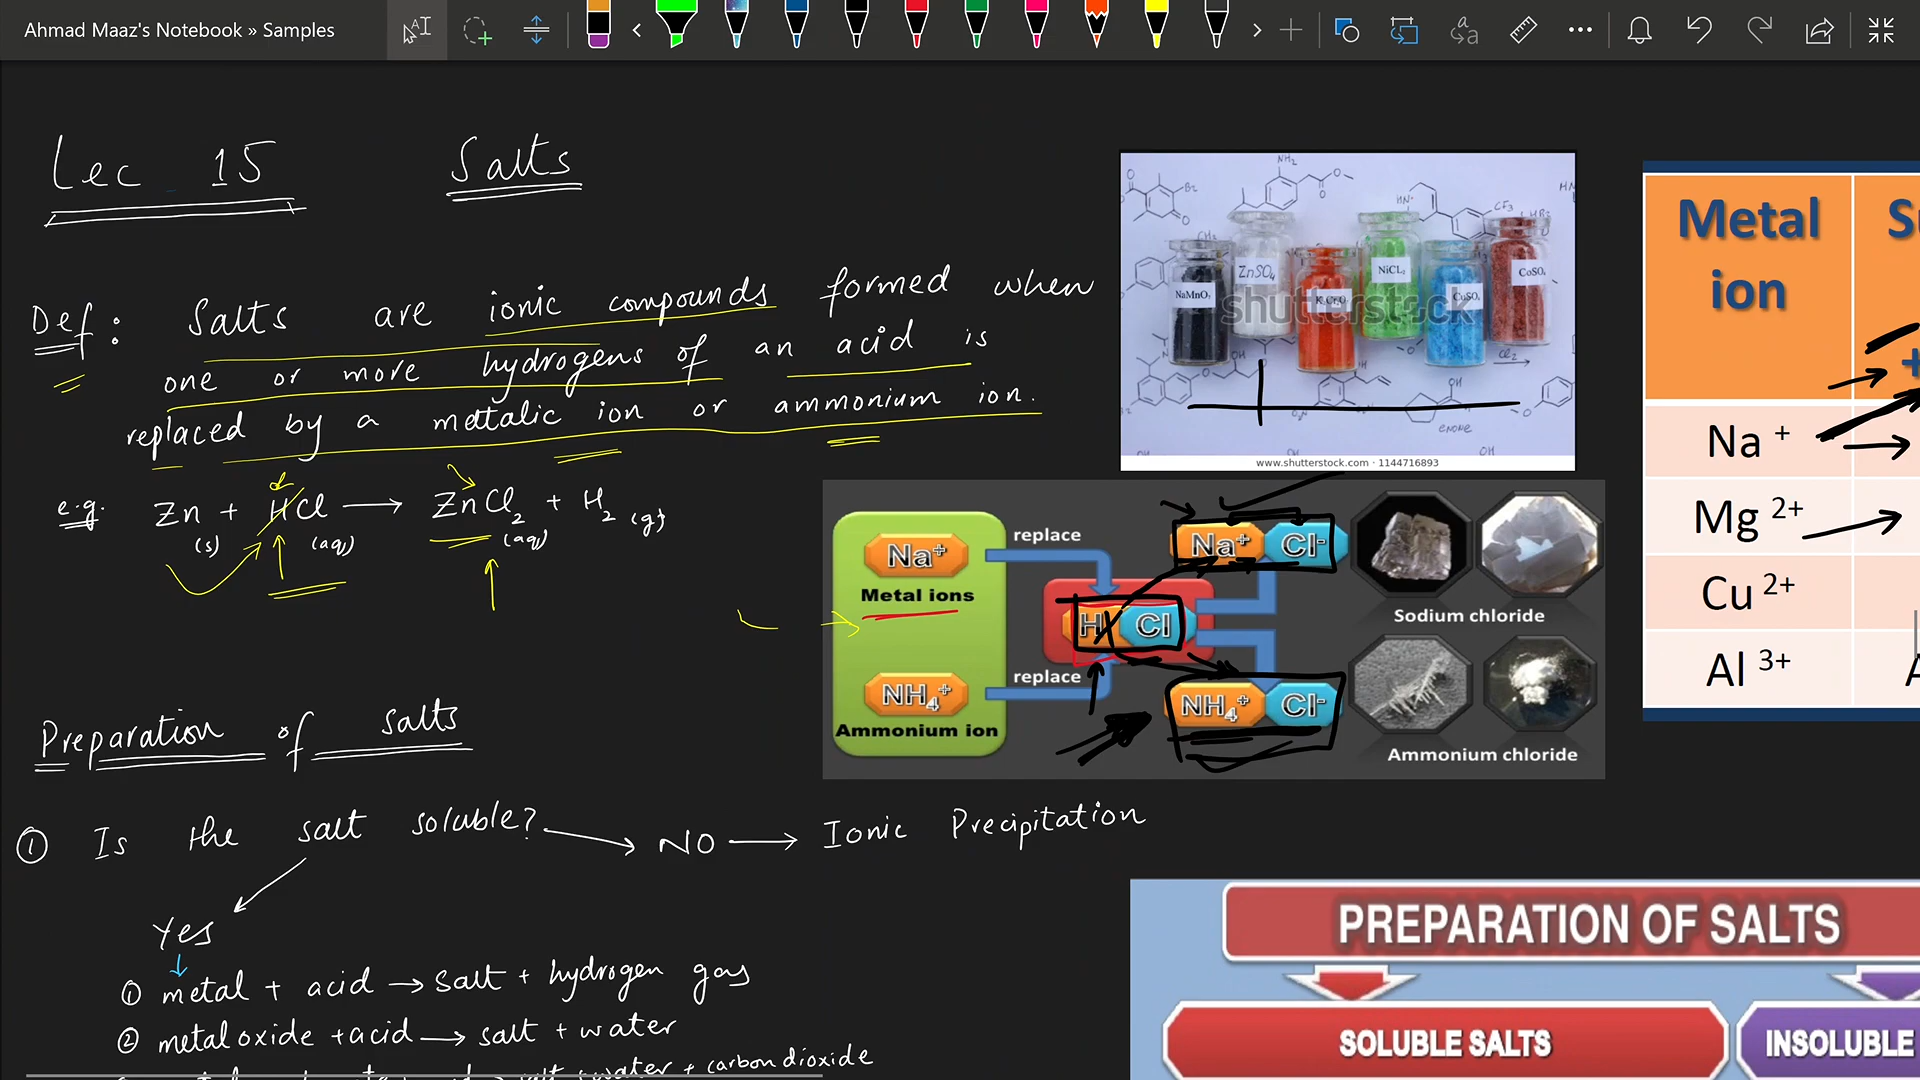 Ahmad Maaz's Notebook » Samples
Lec 15 Salts
Def: Salts are ionic compounds formed when
one or more hydrogens of an acid is
replaced by a mettalic ion or ammonium ion.
e.g. Zn + HCl → ZnCl2 + H2 (g)
(s) (aq) (aq)
Preparation of salts
① Is the salt soluble? → NO → Ionic Precipitation
Yes
① metal + acid → salt + hydrogen gas
② metal oxide + acid → salt + water
water + carbon dioxide
NaMnO
ZnSO4
NiCl2
CuSO4
CoSO4
shutterstock
www.shutterstock.com · 1144716893
Na+
Metal ions
replace
H Cl
NH4+
Ammonium ion
replace
Na+ Cl-
Sodium chloride
NH4+ Cl-
Ammonium chloride
Metal
ion
Na +
Mg 2+
Cu 2+
Al 3+
PREPARATION OF SALTS
SOLUBLE SALTS
INSOLUBLE